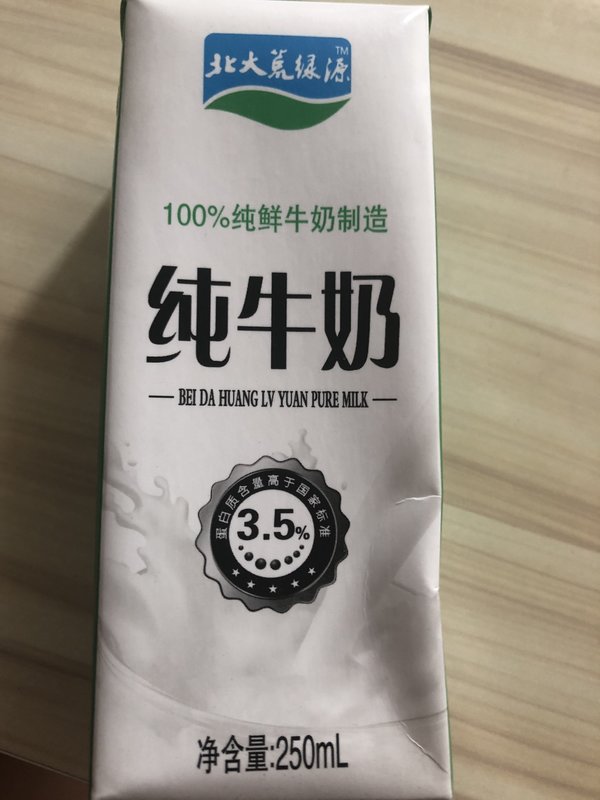 北大荒绿源TM
100%纯鲜牛奶制造
纯牛奶
BEI DA HUANG LV YUAN PURE MILK
蛋白质含量高于国家标准
3.5%
净含量:250mL